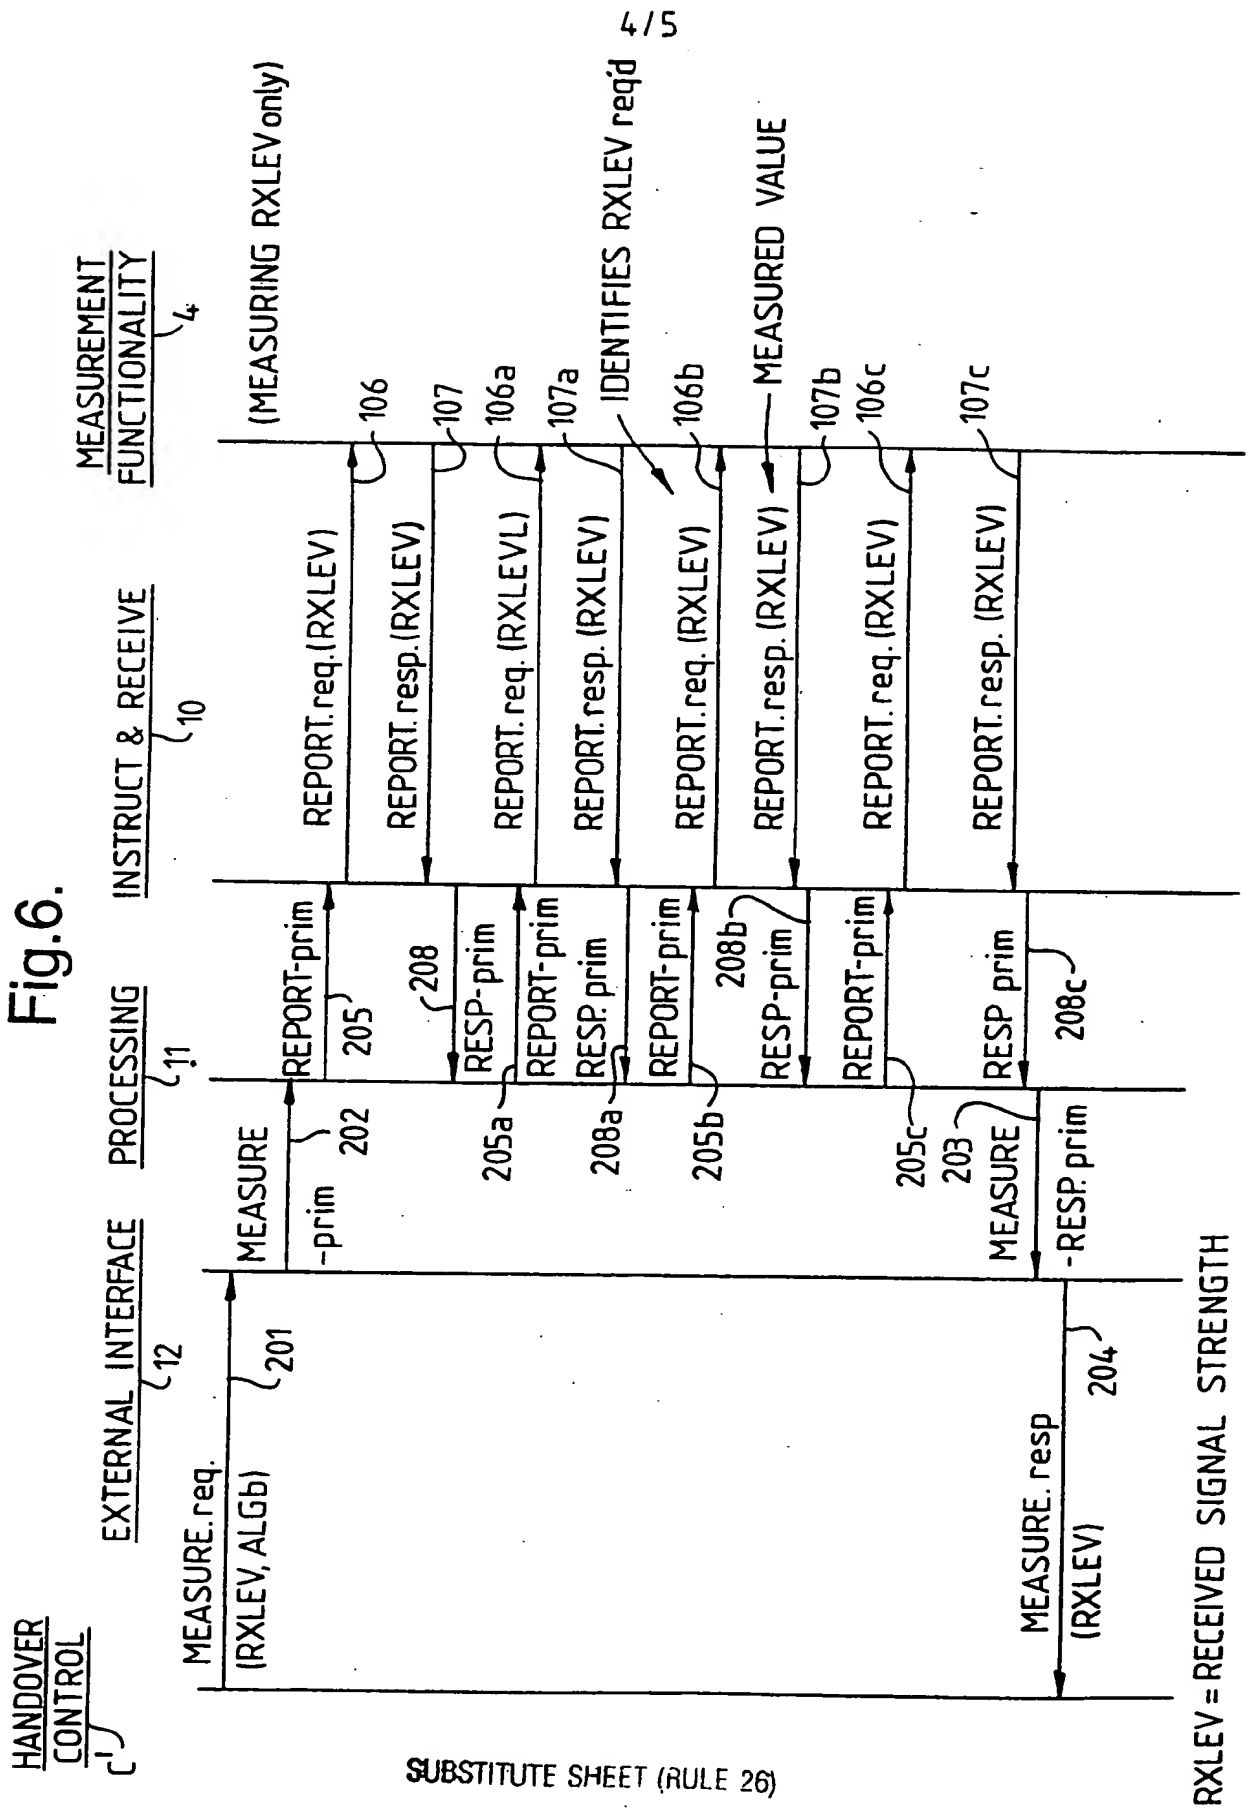 4/5
Fig.6.
HANDOVER
CONTROL
C'
EXTERNAL INTERFACE
12
PROCESSING
11
INSTRUCT & RECEIVE
10
MEASUREMENT
FUNCTIONALITY
4
(MEASURING RXLEV only)
MEASURE.req.
(RXLEV, ALGb)
201
MEASURE
-prim
202
REPORT-prim
205
REPORT.req.(RXLEV)
106
REPORT.resp.(RXLEV)
107
208
RESP-prim
205a
REPORT-prim
REPORT.req. (RXLEVL)
106a
REPORT.resp. (RXLEV)
107a
RESP.prim
208a
IDENTIFIES RXLEV req'd
REPORT-prim
205b
REPORT.req. (RXLEV)
106b
MEASURED VALUE
REPORT.resp. (RXLEV)
107b
208b
RESP-prim
REPORT-prim
205c
REPORT.req. (RXLEV)
106c
REPORT.resp. (RXLEV)
107c
RESP prim
208c
203
MEASURE
-RESP.prim
MEASURE. resp
(RXLEV)
204
RXLEV = RECEIVED SIGNAL STRENGTH
SUBSTITUTE SHEET (RULE 26)